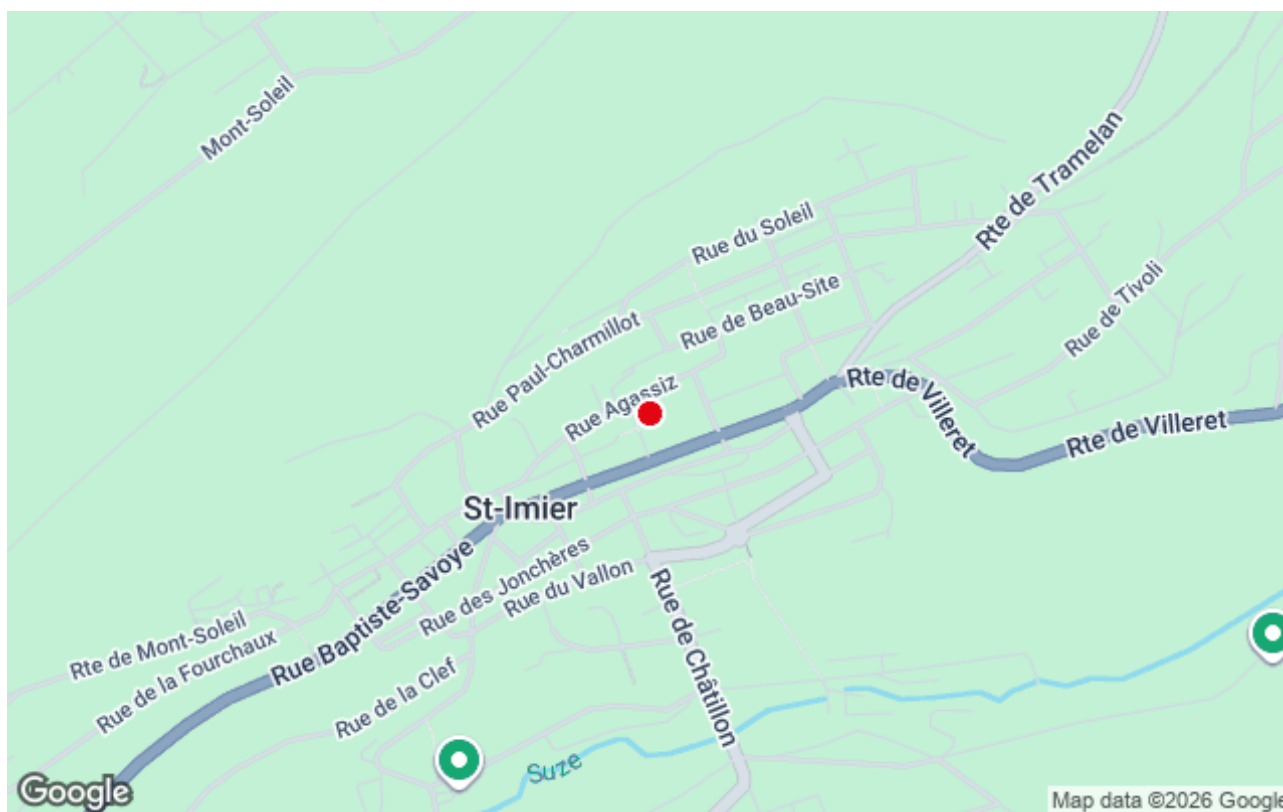 Mont-Soleil
Rte de Tramelan
Rue du Soleil
Rue de Beau-Site
Rue de Tivoli
Rue Paul-Charmillot
Rue Agassiz
Rte de Villeret
Rte de Villeret
St-Imier
Rue Baptiste-Savoye
Rue des Jonchères
Rue du Vallon
Rue de Châtillon
Rte de Mont-Soleil
Rue de la Fourchaux
Rue de la Clef
Suze
Google
Map data ©2026 Google